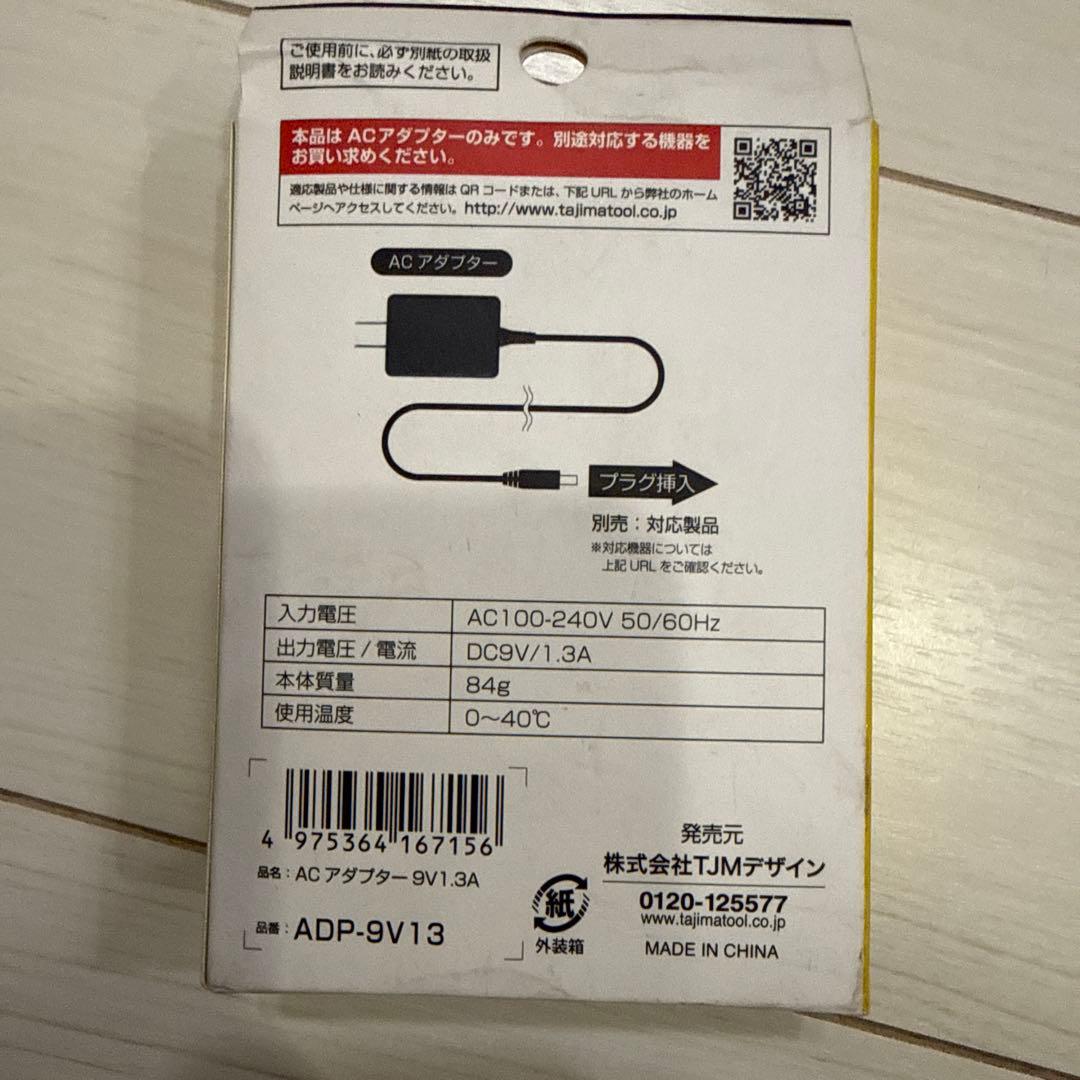 ご使用前に、必ず別紙の取扱
説明書をお読みください。
本品は ACアダプターのみです。別途対応する機器を
お買い求めください。
適応製品や仕様に関する情報は QR コードまたは、下記 URL から弊社のホーム
ページへアクセスしてください。http://www.tajimatool.co.jp
AC アダプター
プラグ挿入
別売：対応製品
※対応機器については
上記 URL をご確認ください。
入力電圧 AC100-240V 50/60Hz
出力電圧 / 電流 DC9V/1.3A
本体質量 84g
使用温度 0〜40℃
4 975364 167156
品名：AC アダプター 9V1.3A
品番：ADP-9V13
紙
外装箱
発売元
株式会社TJMデザイン
0120-125577
www.tajimatool.co.jp
MADE IN CHINA